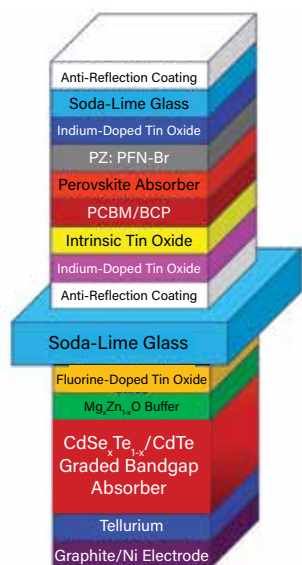 Anti-Reflection Coating
Soda-Lime Glass
Indium-Doped Tin Oxide
PZ: PFN-Br
Perovskite Absorber
PCBM/BCP
Intrinsic Tin Oxide
Indium-Doped Tin Oxide
Anti-Reflection Coating
Soda-Lime Glass
Fluorine-Doped Tin Oxide
MgₓZn₁₋ₓO Buffer
CdSeₓTe₁₋ₓ/CdTe
Graded Bandgap
Absorber
Tellurium
Graphite/Ni Electrode